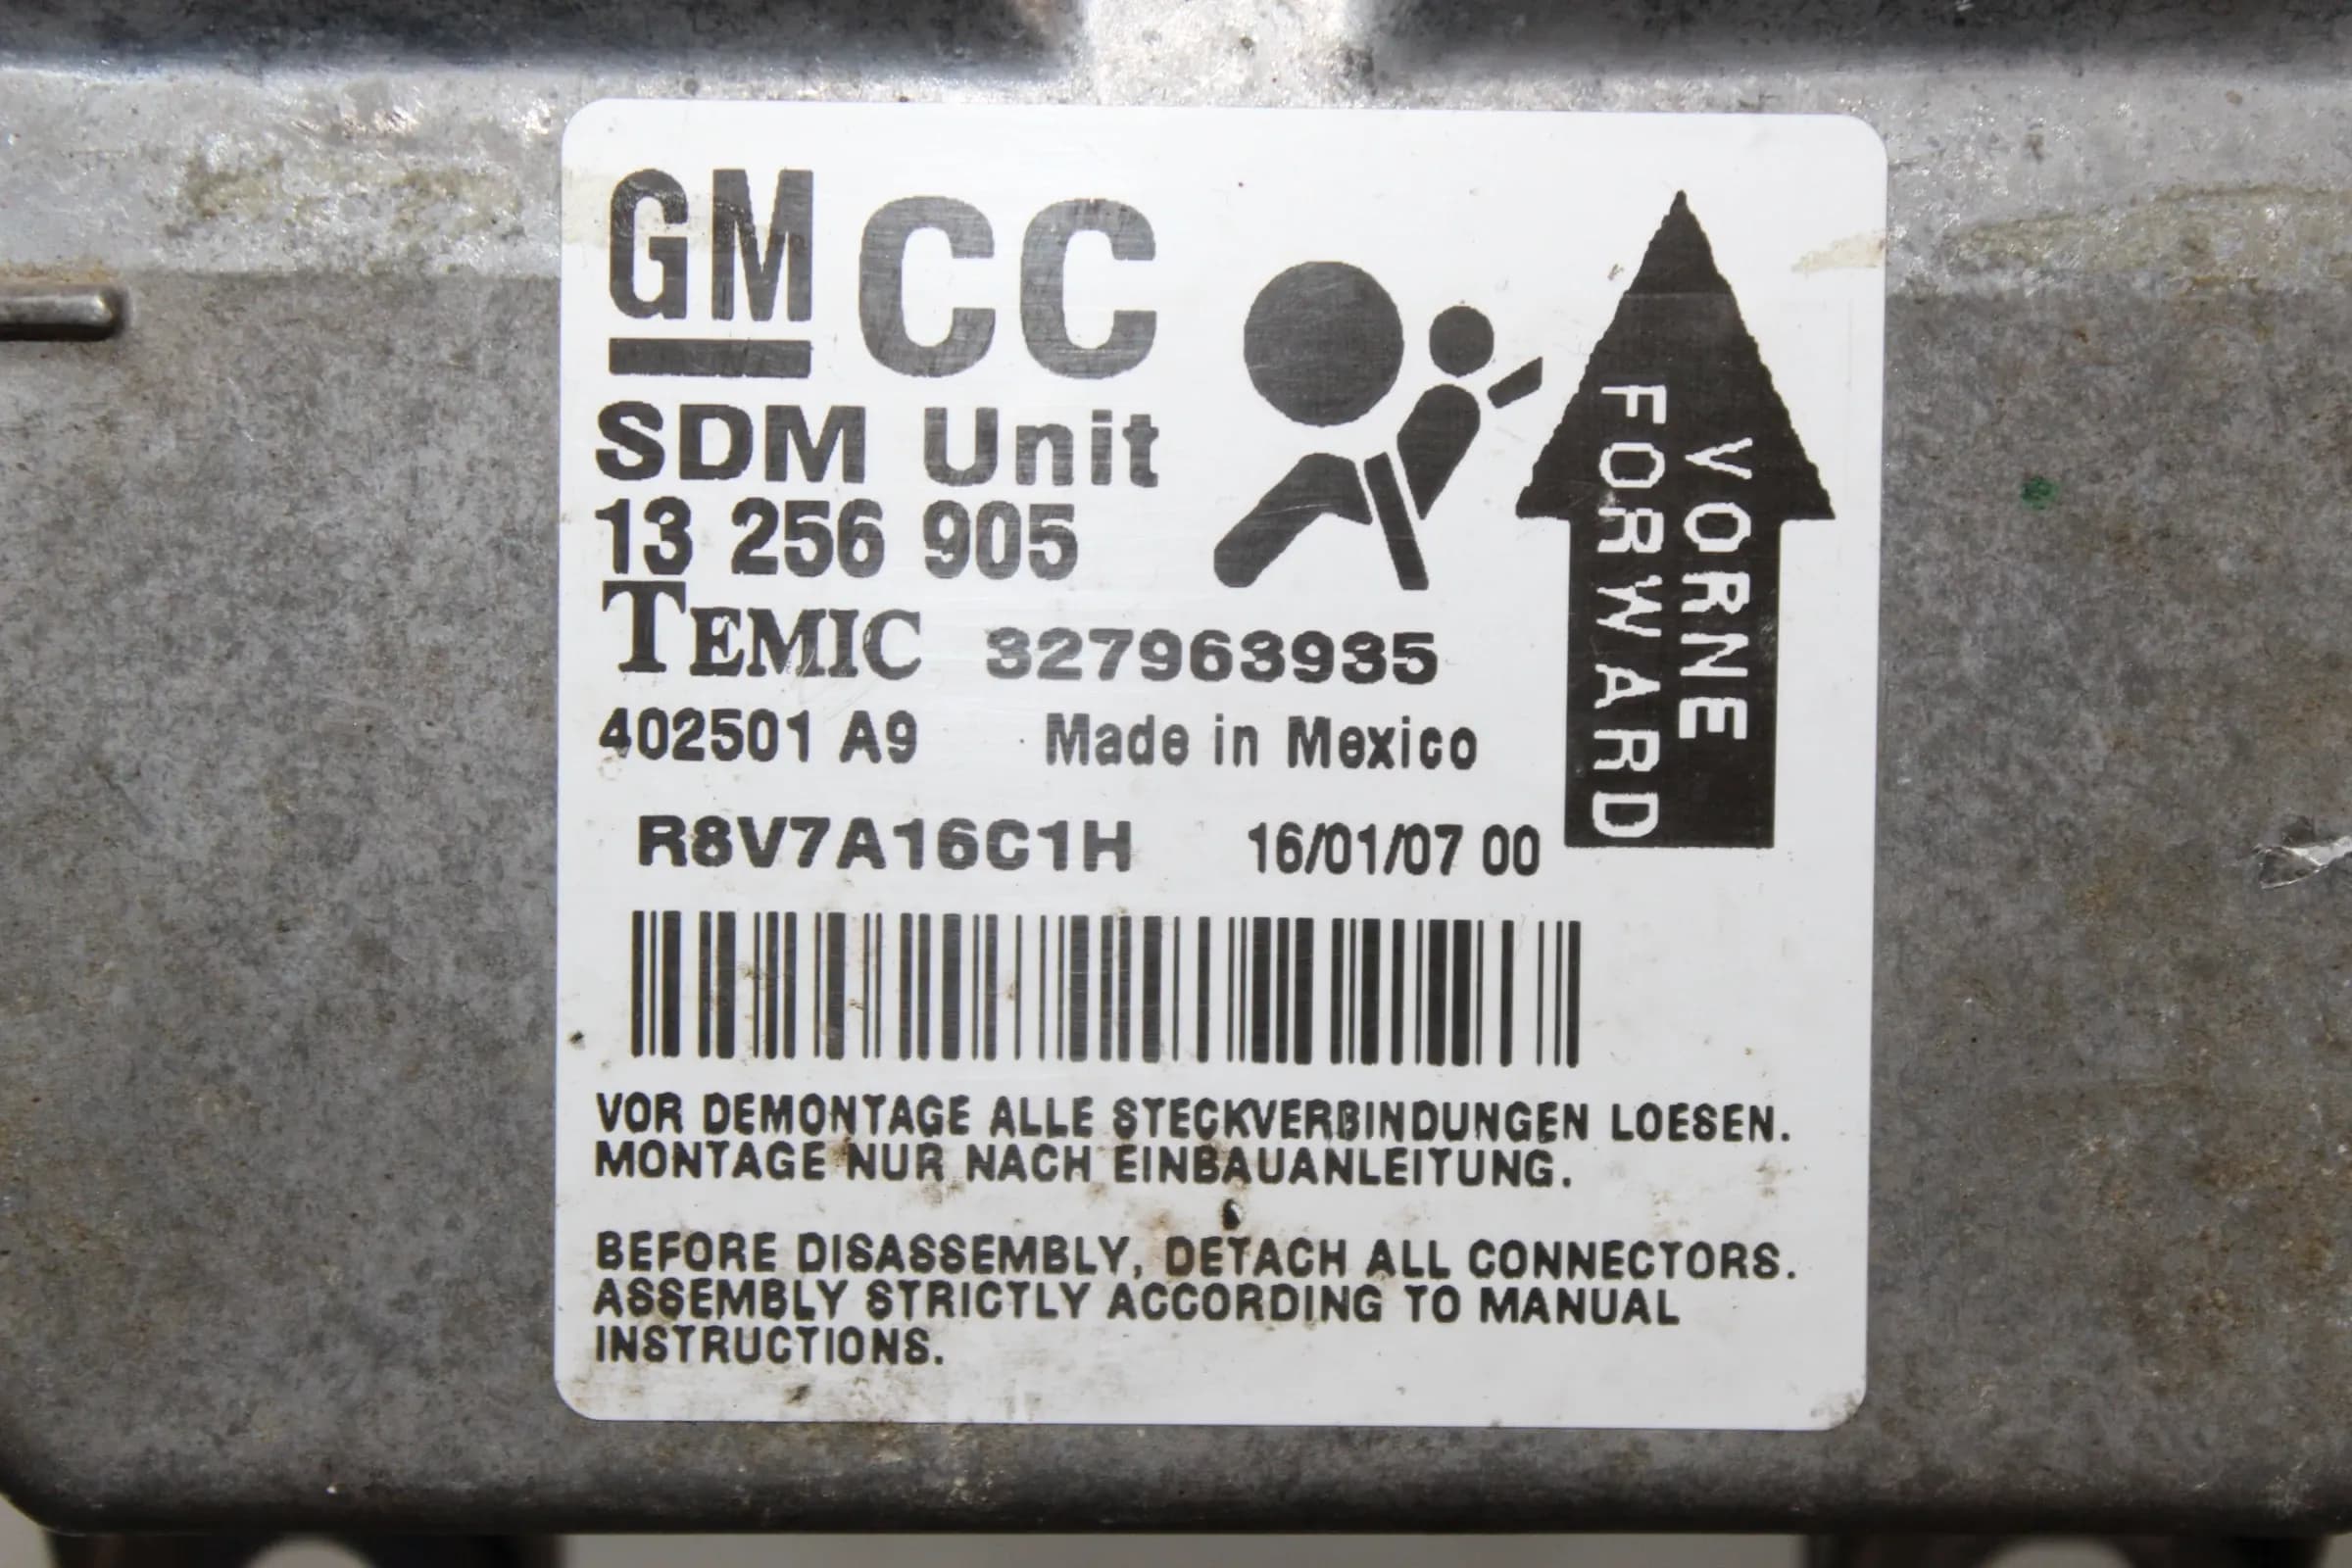 GM CC
SDM Unit
13 256 905
TEMIC 327963935
402501 A9 Made in Mexico
R8V7A16C1H 16/01/07 00
VORNE
FORWARD
VOR DEMONTAGE ALLE STECKVERBINDUNGEN LOESEN.
MONTAGE NUR NACH EINBAUANLEITUNG.
BEFORE DISASSEMBLY, DETACH ALL CONNECTORS.
ASSEMBLY STRICTLY ACCORDING TO MANUAL
INSTRUCTIONS.